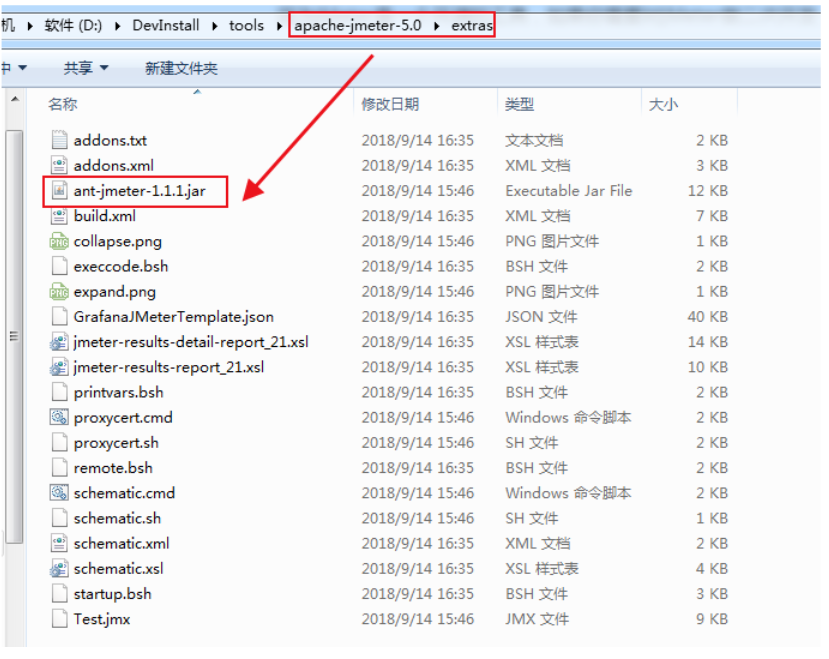 机 ▸ 软件 (D:) ▸ DevInstall ▸ tools ▸ apache-jmeter-5.0 ▸ extras
中 ▼ 共享 ▼ 新建文件夹
名称 修改日期 类型 大小
addons.txt 2018/9/14 16:35 文本文档 2 KB
addons.xml 2018/9/14 16:35 XML 文档 3 KB
ant-jmeter-1.1.1.jar 2018/9/14 15:46 Executable Jar File 12 KB
build.xml 2018/9/14 16:35 XML 文档 7 KB
collapse.png 2018/9/14 15:46 PNG 图片文件 1 KB
execcode.bsh 2018/9/14 16:35 BSH 文件 2 KB
expand.png 2018/9/14 15:46 PNG 图片文件 1 KB
GrafanaJMeterTemplate.json 2018/9/14 16:35 JSON 文件 40 KB
jmeter-results-detail-report_21.xsl 2018/9/14 16:35 XSL 样式表 14 KB
jmeter-results-report_21.xsl 2018/9/14 16:35 XSL 样式表 10 KB
printvars.bsh 2018/9/14 16:35 BSH 文件 2 KB
proxycert.cmd 2018/9/14 15:46 Windows 命令脚本 2 KB
proxycert.sh 2018/9/14 15:46 SH 文件 2 KB
remote.bsh 2018/9/14 16:35 BSH 文件 2 KB
schematic.cmd 2018/9/14 15:46 Windows 命令脚本 2 KB
schematic.sh 2018/9/14 15:46 SH 文件 1 KB
schematic.xml 2018/9/14 16:35 XML 文档 2 KB
schematic.xsl 2018/9/14 16:35 XSL 样式表 4 KB
startup.bsh 2018/9/14 16:35 BSH 文件 3 KB
Test.jmx 2018/9/14 15:46 JMX 文件 9 KB